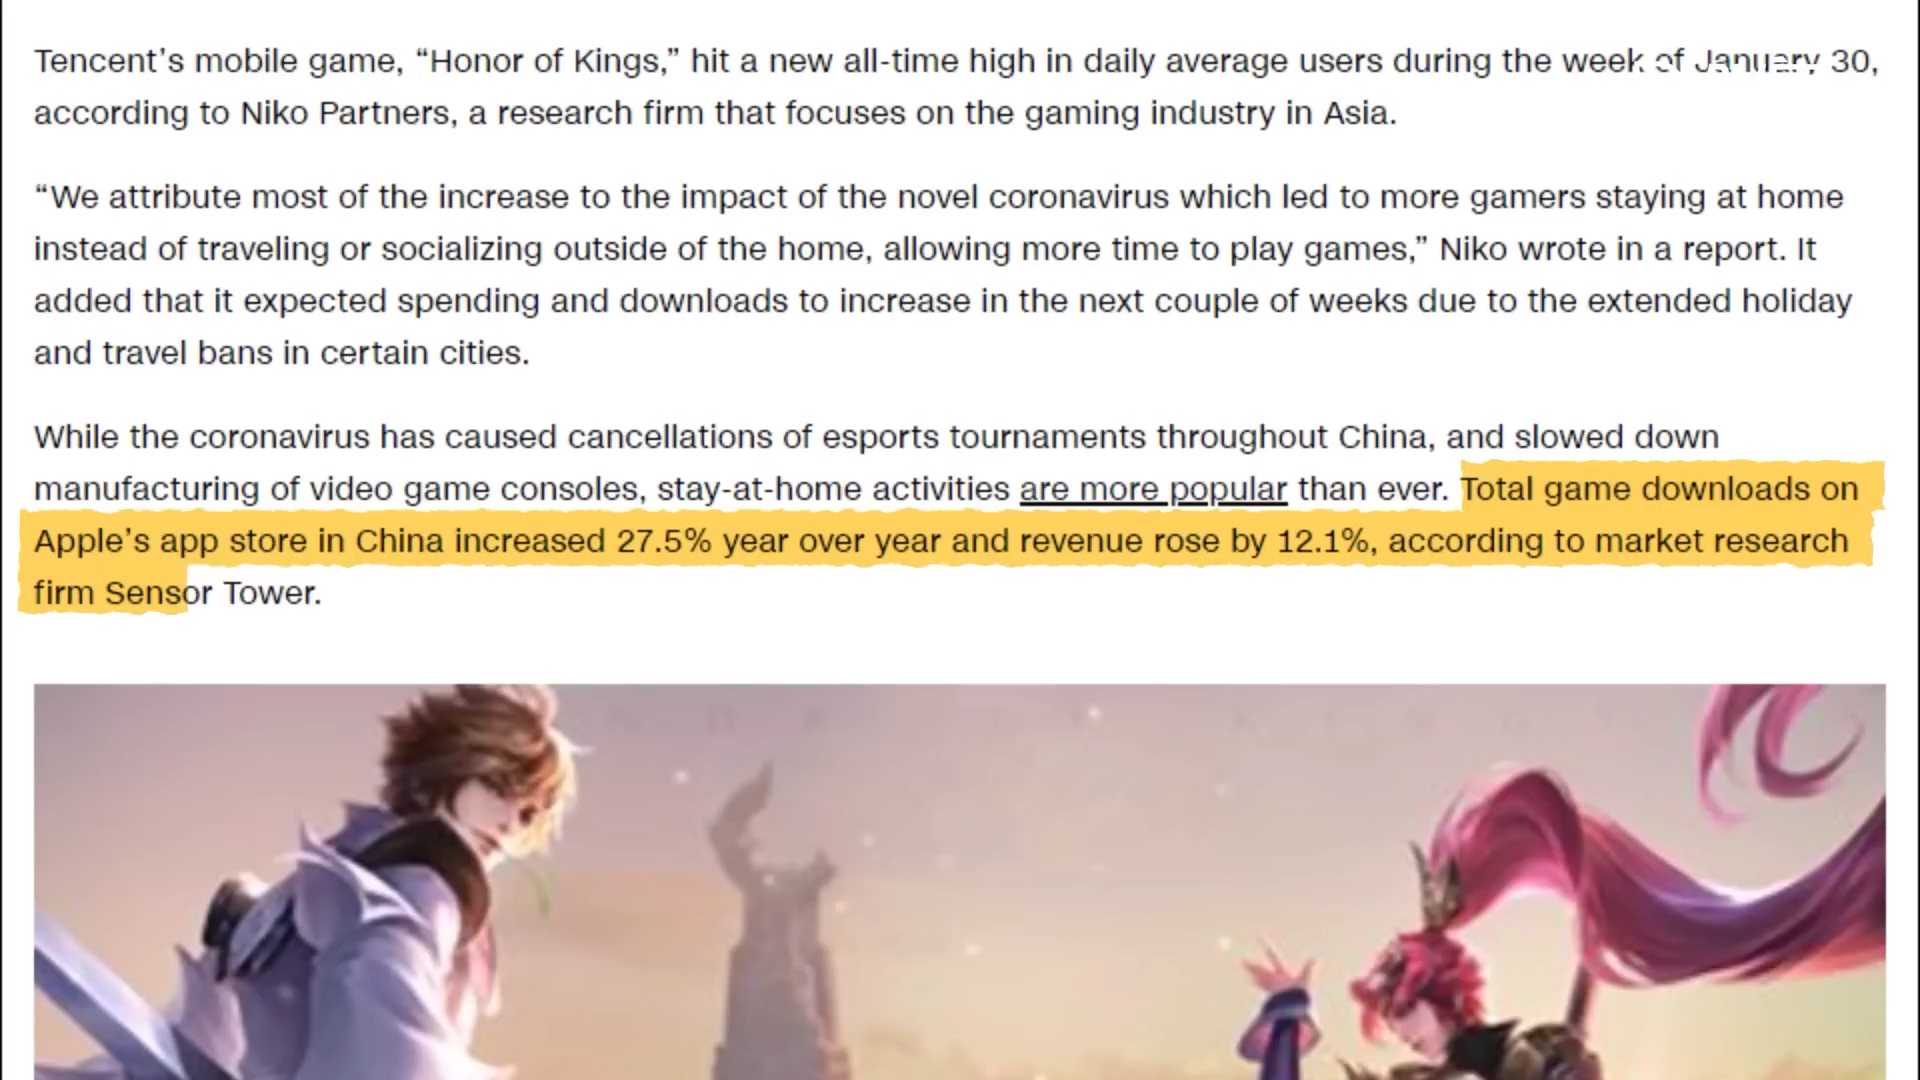 Tencent’s mobile game, “Honor of Kings,” hit a new all-time high in daily average users during the week of January 30,
according to Niko Partners, a research firm that focuses on the gaming industry in Asia.
“We attribute most of the increase to the impact of the novel coronavirus which led to more gamers staying at home
instead of traveling or socializing outside of the home, allowing more time to play games,” Niko wrote in a report. It
added that it expected spending and downloads to increase in the next couple of weeks due to the extended holiday
and travel bans in certain cities.
While the coronavirus has caused cancellations of esports tournaments throughout China, and slowed down
manufacturing of video game consoles, stay-at-home activities are more popular than ever. Total game downloads on
Apple’s app store in China increased 27.5% year over year and revenue rose by 12.1%, according to market research
firm Sensor Tower.